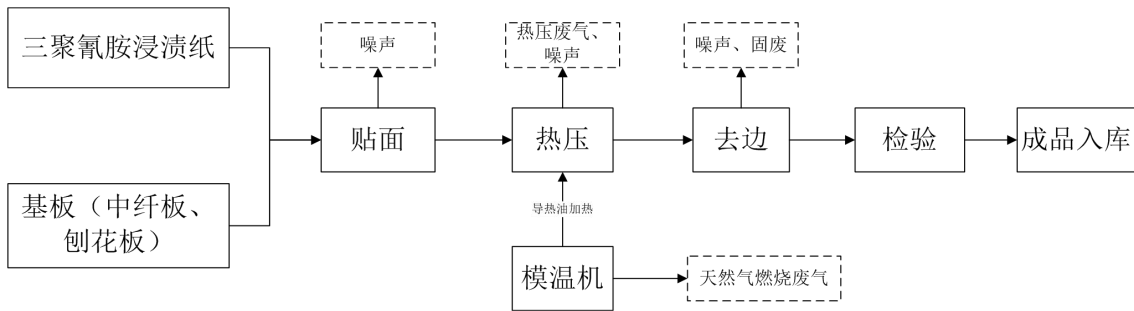 三聚氰胺浸渍纸
噪声
热压废气、
噪声
噪声、固废
贴面
热压
去边
检验
成品入库
基板（中纤板、
刨花板）
导热油加热
模温机
天然气燃烧废气